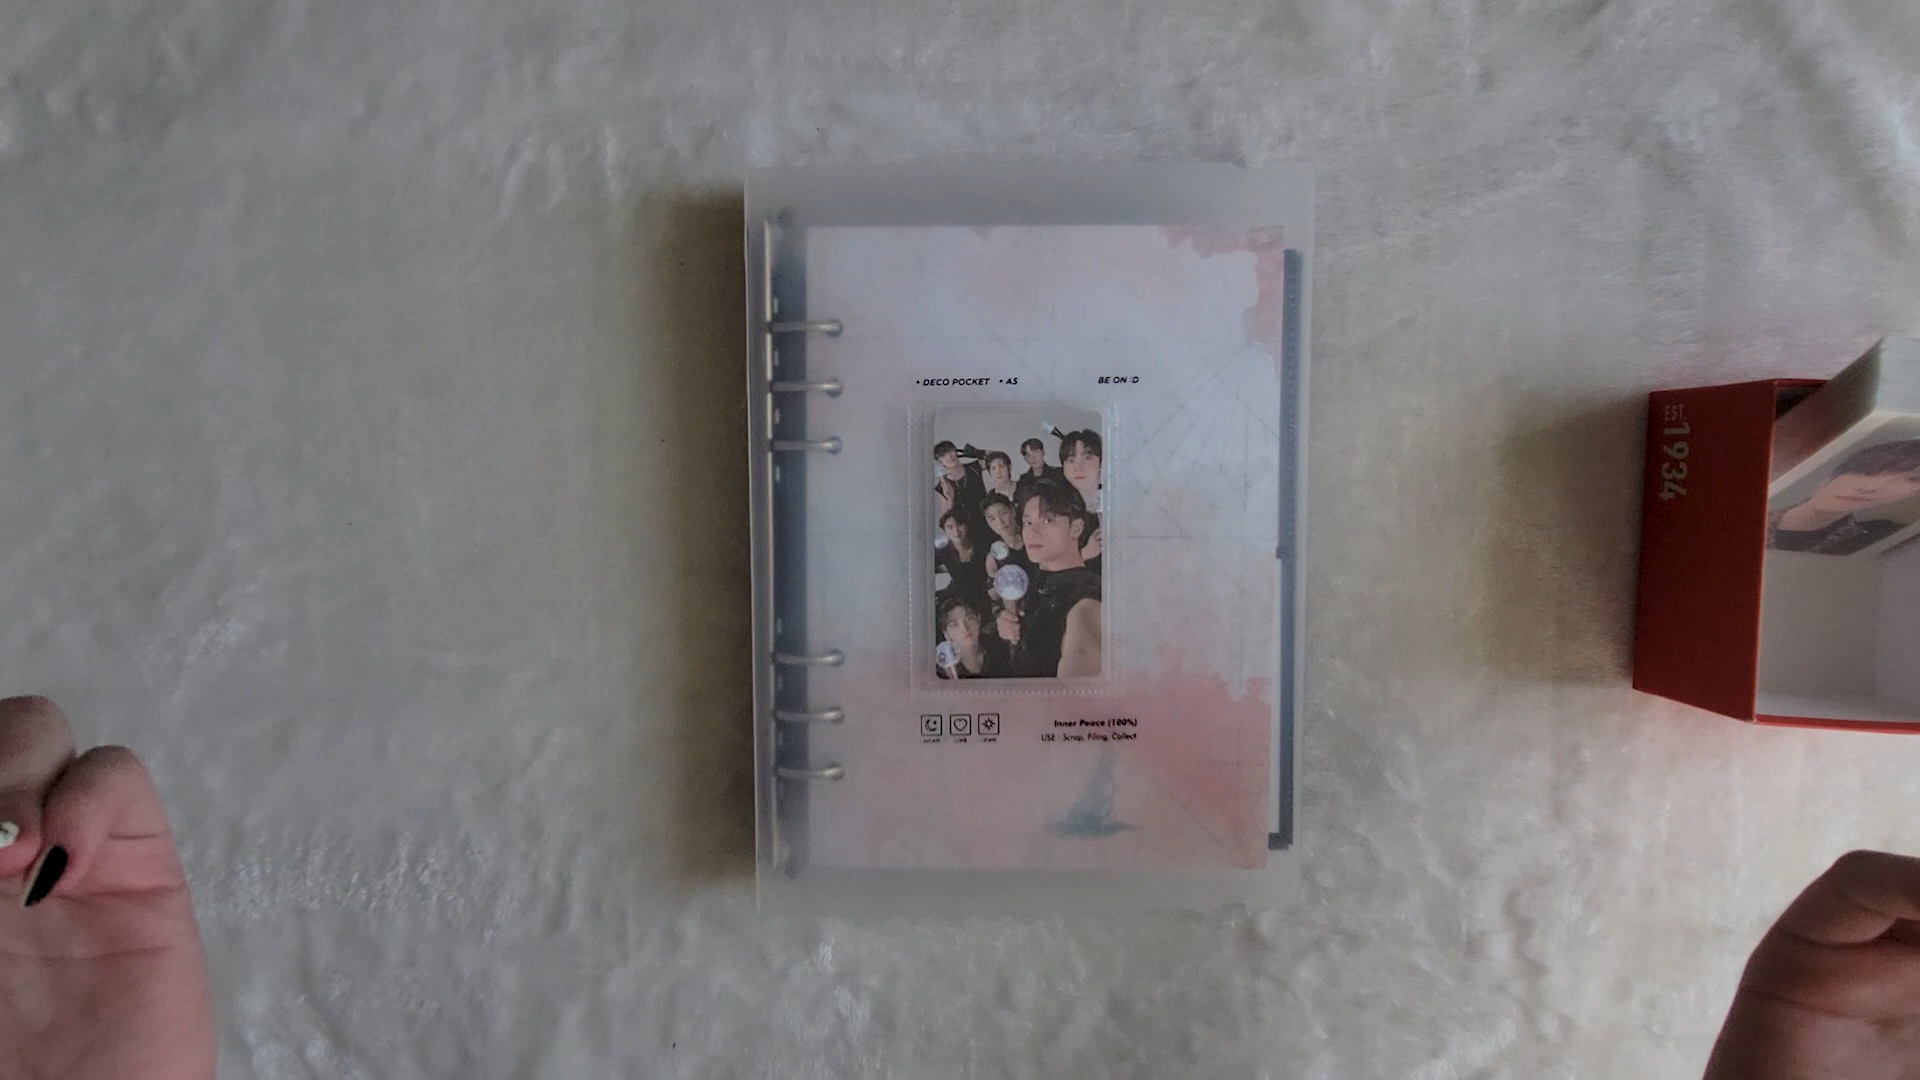 • DECO POCKET • A5
BE ON :D
Inner Peace (100%)
USE : Scrap, Filing, Collect
EST.
1934